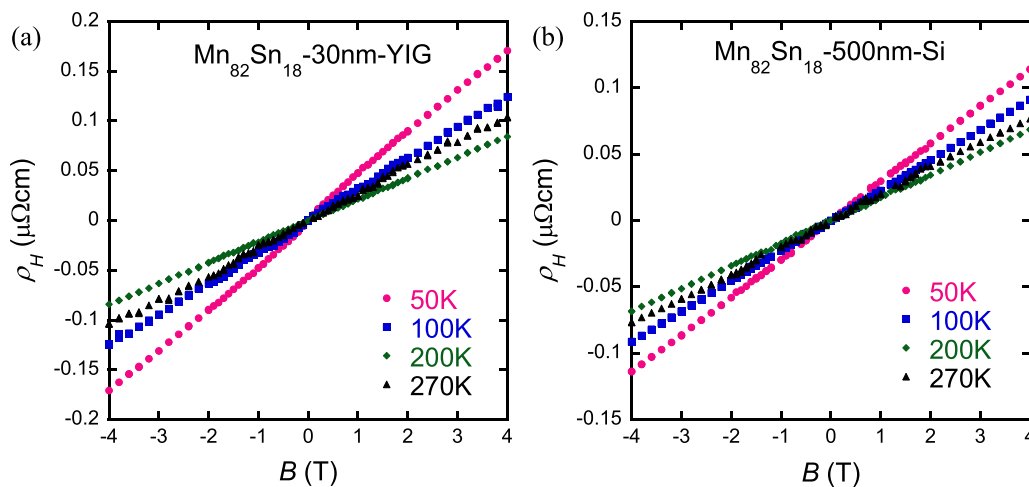 (a)
Mn82Sn18-30nm-YIG
0.2
0.15
0.1
0.05
0
-0.05
-0.1
-0.15
-0.2
ρH (μΩcm)
50K
100K
200K
270K
-4 -3 -2 -1 0 1 2 3 4
B (T)
(b)
Mn82Sn18-500nm-Si
0.15
0.1
0.05
0
-0.05
-0.1
-0.15
ρH (μΩcm)
50K
100K
200K
270K
-4 -3 -2 -1 0 1 2 3 4
B (T)